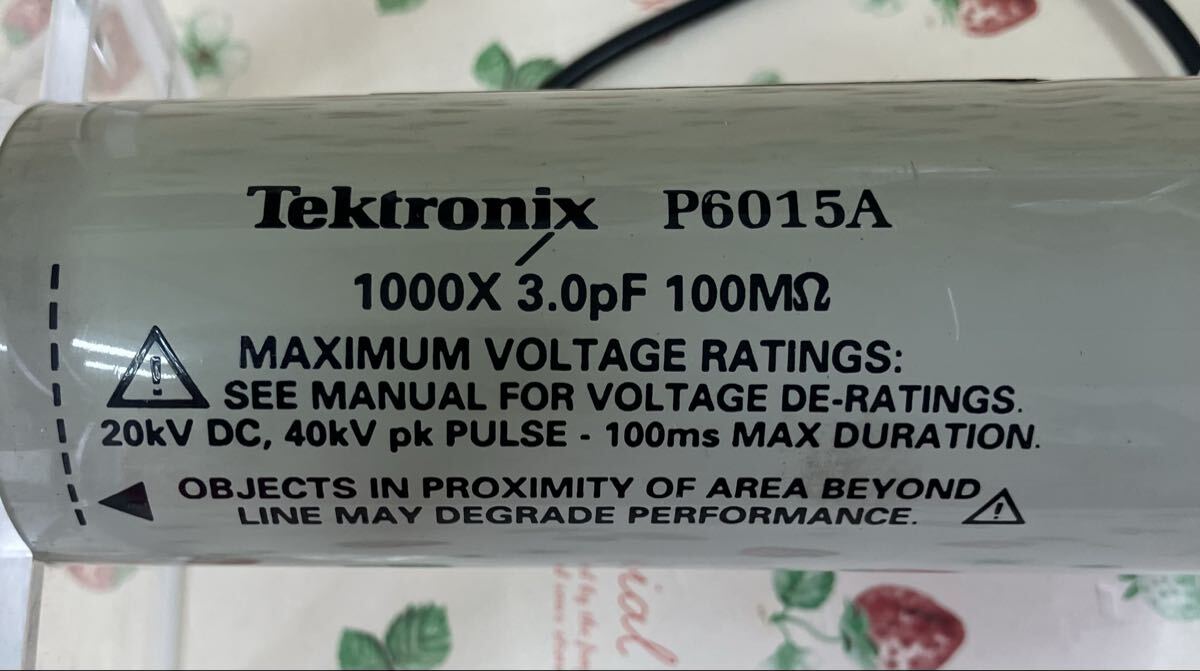 Tektronix P6015A
1000X 3.0pF 100MΩ
MAXIMUM VOLTAGE RATINGS:
SEE MANUAL FOR VOLTAGE DE-RATINGS.
20kV DC, 40kV pk PULSE - 100ms MAX DURATION.
OBJECTS IN PROXIMITY OF AREA BEYOND
LINE MAY DEGRADE PERFORMANCE.